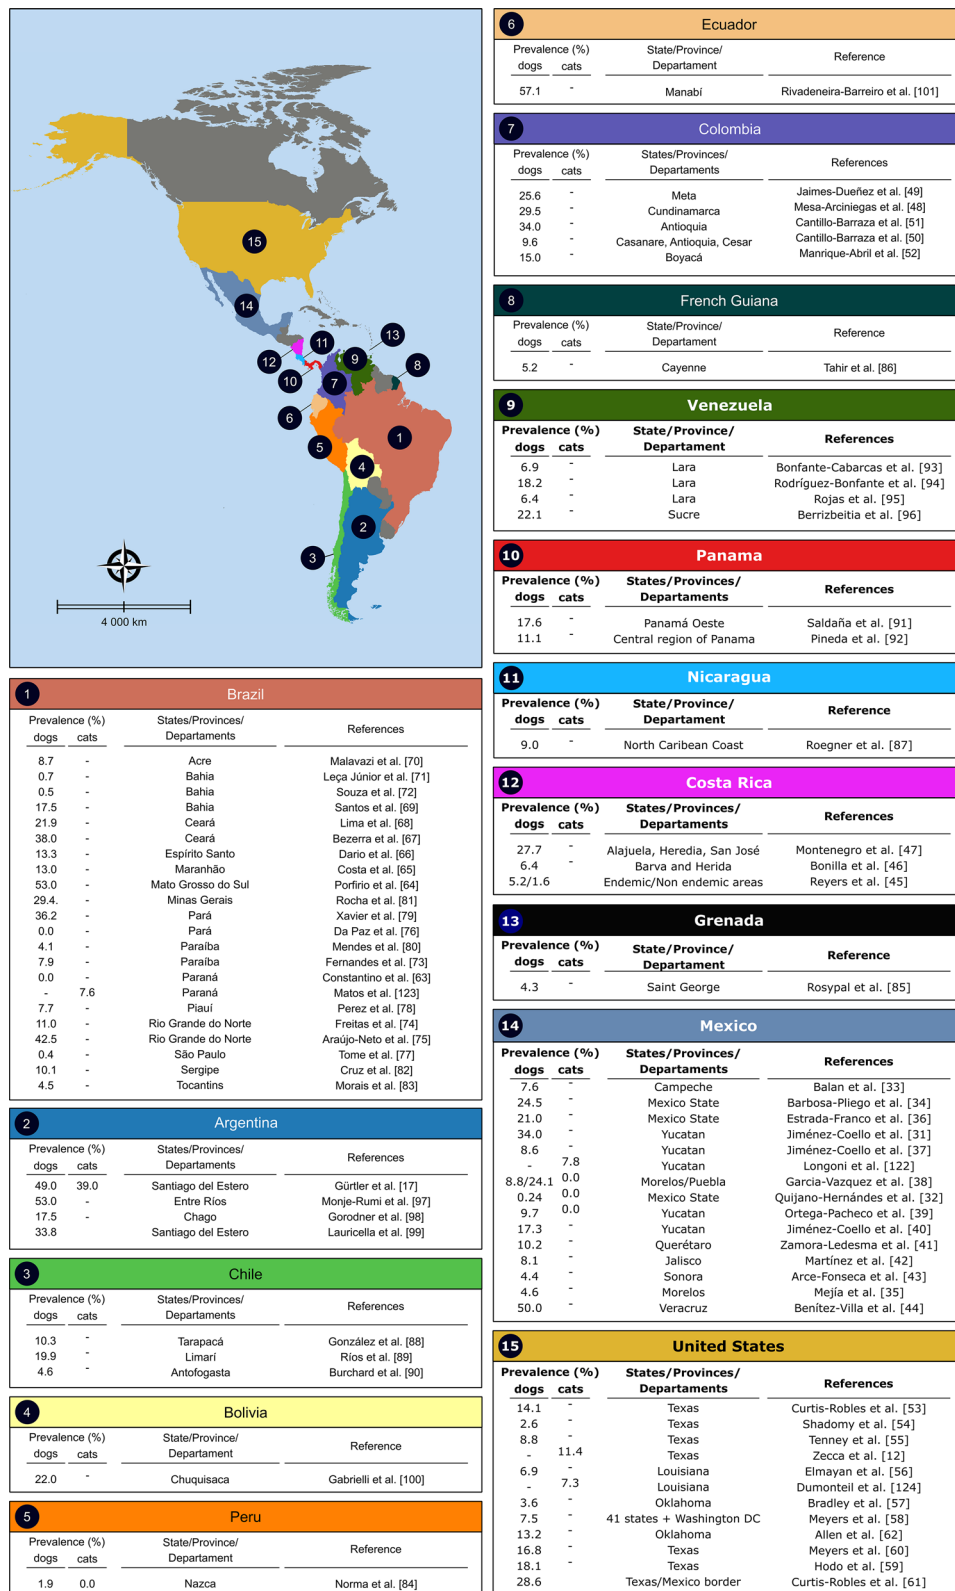 15
14
13
12
11
10
9
8
7
6
5
4
3
2
1
4 000 km
1 Brazil
Prevalence (%) States/Provinces/ References
dogs cats Departaments
8.7 - Acre Malavazi et al. [70]
0.7 - Bahia Leça Júnior et al. [71]
0.5 - Bahia Souza et al. [72]
17.5 - Bahia Santos et al. [69]
21.9 - Ceará Lima et al. [68]
38.0 - Ceará Bezerra et al. [67]
13.3 - Espírito Santo Dario et al. [66]
13.0 - Maranhão Costa et al. [65]
53.0 - Mato Grosso do Sul Porfirio et al. [64]
29.4. - Minas Gerais Rocha et al. [81]
36.2 - Pará Xavier et al. [79]
0.0 - Pará Da Paz et al. [76]
4.1 - Paraíba Mendes et al. [80]
7.9 - Paraíba Fernandes et al. [73]
0.0 - Paraná Constantino et al. [63]
- 7.6 Paraná Matos et al. [123]
7.7 - Piauí Perez et al. [78]
11.0 - Rio Grande do Norte Freitas et al. [74]
42.5 - Rio Grande do Norte Araújo-Neto et al. [75]
0.4 - São Paulo Tome et al. [77]
10.1 - Sergipe Cruz et al. [82]
4.5 - Tocantins Morais et al. [83]
2 Argentina
Prevalence (%) States/Provinces/ References
dogs cats Departaments
49.0 39.0 Santiago del Estero Gürtler et al. [17]
53.0 - Entre Ríos Monje-Rumi et al. [97]
17.5 - Chago Gorodner et al. [98]
33.8 Santiago del Estero Lauricella et al. [99]
3 Chile
Prevalence (%) States/Provinces/ References
dogs cats Departaments
10.3 - Tarapacá González et al. [88]
19.9 - Limarí Ríos et al. [89]
4.6 - Antofogasta Burchard et al. [90]
4 Bolivia
Prevalence (%) State/Province/ Reference
dogs cats Departament
22.0 - Chuquisaca Gabrielli et al. [100]
5 Peru
Prevalence (%) State/Province/ Reference
dogs cats Departament
1.9 0.0 Nazca Norma et al. [84]
6 Ecuador
Prevalence (%) State/Province/ Reference
dogs cats Departament
57.1 - Manabí Rivadeneira-Barreiro et al. [101]
7 Colombia
Prevalence (%) States/Provinces/ References
dogs cats Departaments
25.6 - Meta Jaimes-Dueñez et al. [49]
29.5 - Cundinamarca Mesa-Arciniegas et al. [48]
34.0 - Antioquia Cantillo-Barraza et al. [51]
9.6 - Casanare, Antioquia, Cesar Cantillo-Barraza et al. [50]
15.0 - Boyacá Manrique-Abril et al. [52]
8 French Guiana
Prevalence (%) State/Province/ Reference
dogs cats Departament
5.2 - Cayenne Tahir et al. [86]
9 Venezuela
Prevalence (%) State/Province/ References
dogs cats Departament
6.9 - Lara Bonfante-Cabarcas et al. [93]
18.2 - Lara Rodríguez-Bonfante et al. [94]
6.4 - Lara Rojas et al. [95]
22.1 - Sucre Berrizbeitia et al. [96]
10 Panama
Prevalence (%) States/Provinces/ References
dogs cats Departaments
17.6 - Panamá Oeste Saldaña et al. [91]
11.1 - Central region of Panama Pineda et al. [92]
11 Nicaragua
Prevalence (%) State/Province/ Reference
dogs cats Departament
9.0 - North Caribean Coast Roegner et al. [87]
12 Costa Rica
Prevalence (%) States/Provinces/ References
dogs cats Departaments
27.7 - Alajuela, Heredia, San José Montenegro et al. [47]
6.4 - Barva and Herida Bonilla et al. [46]
5.2/1.6 - Endemic/Non endemic areas Reyers et al. [45]
13 Grenada
Prevalence (%) State/Province/ Reference
dogs cats Departament
4.3 - Saint George Rosypal et al. [85]
14 Mexico
Prevalence (%) States/Provinces/ References
dogs cats Departaments
7.6 - Campeche Balan et al. [33]
24.5 - Mexico State Barbosa-Pliego et al. [34]
21.0 - Mexico State Estrada-Franco et al. [36]
34.0 - Yucatan Jiménez-Coello et al. [31]
8.6 - Yucatan Jiménez-Coello et al. [37]
- 7.8 Yucatan Longoni et al. [122]
8.8/24.1 0.0 Morelos/Puebla Garcia-Vazquez et al. [38]
0.24 0.0 Mexico State Quijano-Hernándes et al. [32]
9.7 0.0 Yucatan Ortega-Pacheco et al. [39]
17.3 - Yucatan Jiménez-Coello et al. [40]
10.2 - Querétaro Zamora-Ledesma et al. [41]
8.1 - Jalisco Martínez et al. [42]
4.4 - Sonora Arce-Fonseca et al. [43]
4.6 - Morelos Mejía et al. [35]
50.0 - Veracruz Benítez-Villa et al. [44]
15 United States
Prevalence (%) States/Provinces/ References
dogs cats Departaments
14.1 - Texas Curtis-Robles et al. [53]
2.6 - Texas Shadomy et al. [54]
8.8 - Texas Tenney et al. [55]
- 11.4 Texas Zecca et al. [12]
6.9 - Louisiana Elmayan et al. [56]
- 7.3 Louisiana Dumonteil et al. [124]
3.6 - Oklahoma Bradley et al. [57]
7.5 - 41 states + Washington DC Meyers et al. [58]
13.2 - Oklahoma Allen et al. [62]
16.8 - Texas Meyers et al. [60]
18.1 - Texas Hodo et al. [59]
28.6 Texas/Mexico border Curtis-Robles et al. [61]